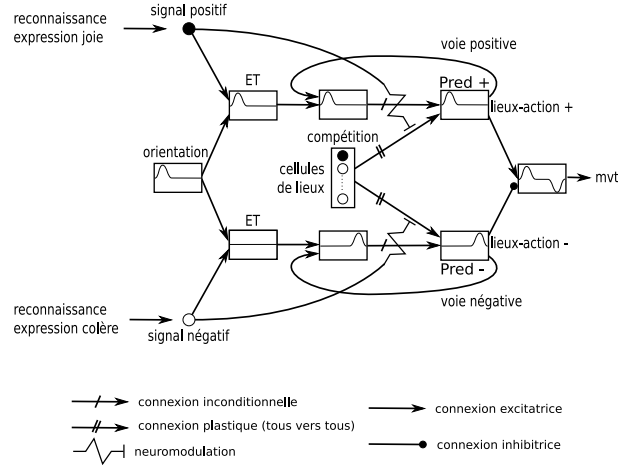 reconnaissance
expression joie
signal positif
voie positive
ET
Pred +
lieux-action +
compétition
orientation
cellules
de lieux
mvt
ET
lieux-action -
Pred -
voie négative
reconnaissance
expression colère
signal négatif
connexion inconditionnelle
connexion plastique (tous vers tous)
neuromodulation
connexion excitatrice
connexion inhibitrice